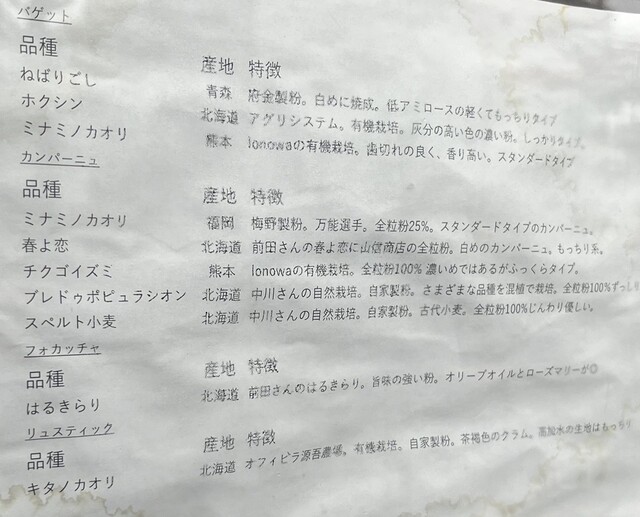 バゲット
品種 産地 特徴
ねばりごし 青森 府金製粉。白めに焼成。低アミロースの軽くてもっちりタイプ
ホクシン 北海道 アグリシステム。有機栽培。灰分の高い色の濃い粉。しっかりタイプ。
ミナミノカオリ 熊本 Ionowaの有機栽培。歯切れの良く、香り高い。スタンダードタイプ
カンパーニュ
品種 産地 特徴
ミナミノカオリ 福岡 梅野製粉。万能選手。全粒粉25%。スタンダードタイプのカンパーニュ。
春よ恋 北海道 前田さんの春よ恋に山信商店の全粒粉。白めのカンパーニュ。もっちり系。
チクゴイズミ 熊本 Ionowaの有機栽培。全粒粉100% 濃いめではあるがふっくらタイプ。
ブレドゥポピュラシオン 北海道 中川さんの自然栽培。自家製粉。さまざまな品種を混植で栽培。全粒粉100%ずっしり
スペルト小麦 北海道 中川さんの自然栽培。自家製粉。古代小麦。全粒粉100%じんわり優しい。
フォカッチャ
品種 産地 特徴
はるきらり 北海道 前田さんのはるきらり。旨味の強い粉。オリーブオイルとローズマリーが◎
リュスティック
品種 産地 特徴
キタノカオリ 北海道 オフィビラ源吾農場。有機栽培。自家製粉。茶褐色のクラム。高加水の生地はもっちり